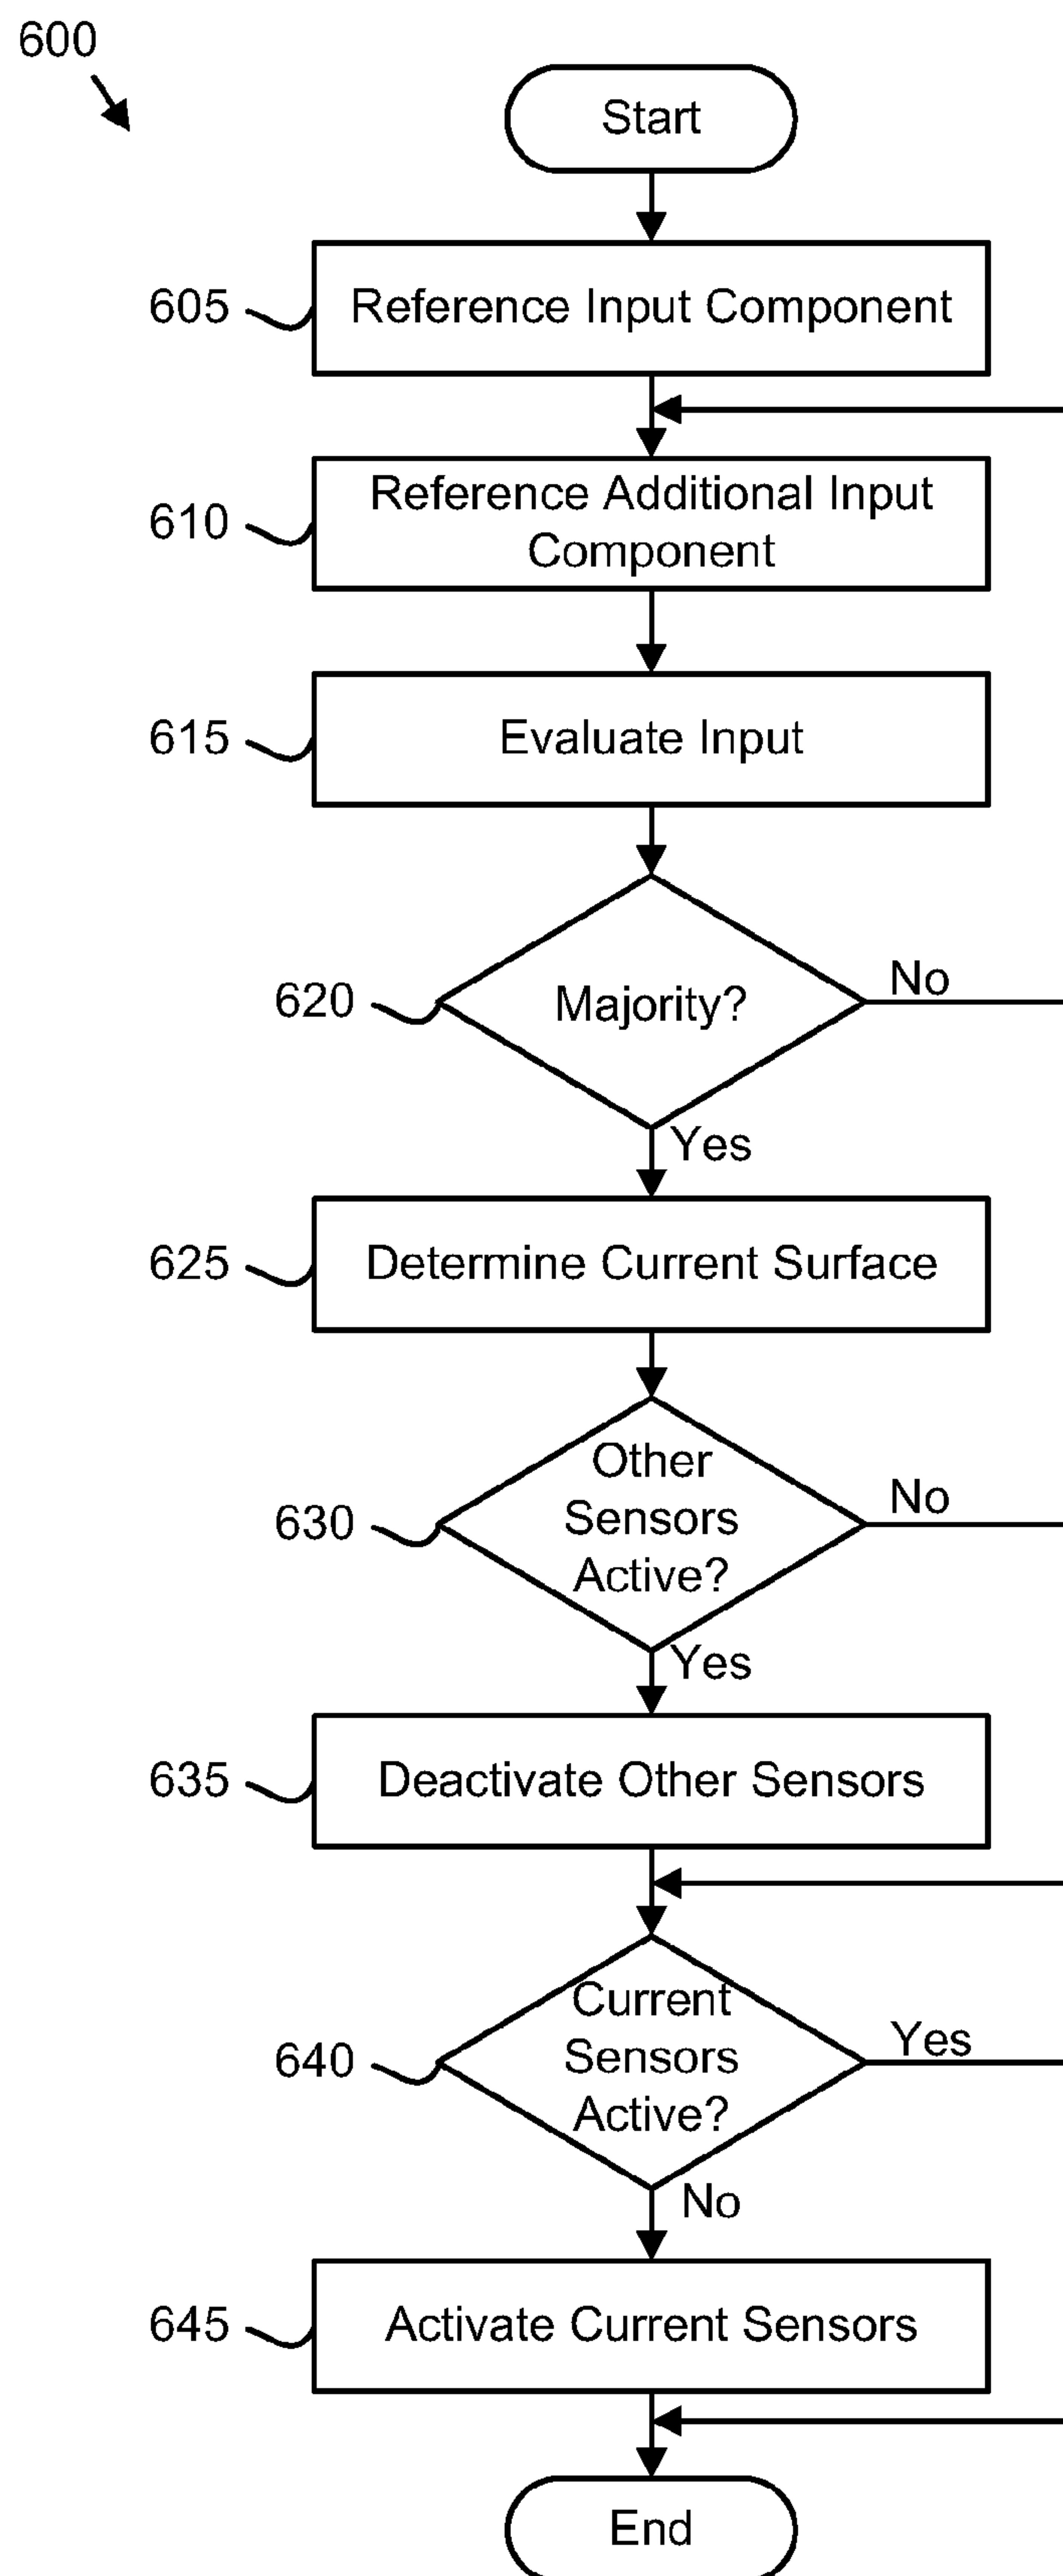 600
Start
605
Reference Input Component
610
Reference Additional Input
Component
615
Evaluate Input
620
Majority?
No
Yes
625
Determine Current Surface
630
Other
Sensors
Active?
No
Yes
635
Deactivate Other Sensors
640
Current
Sensors
Active?
Yes
No
645
Activate Current Sensors
End